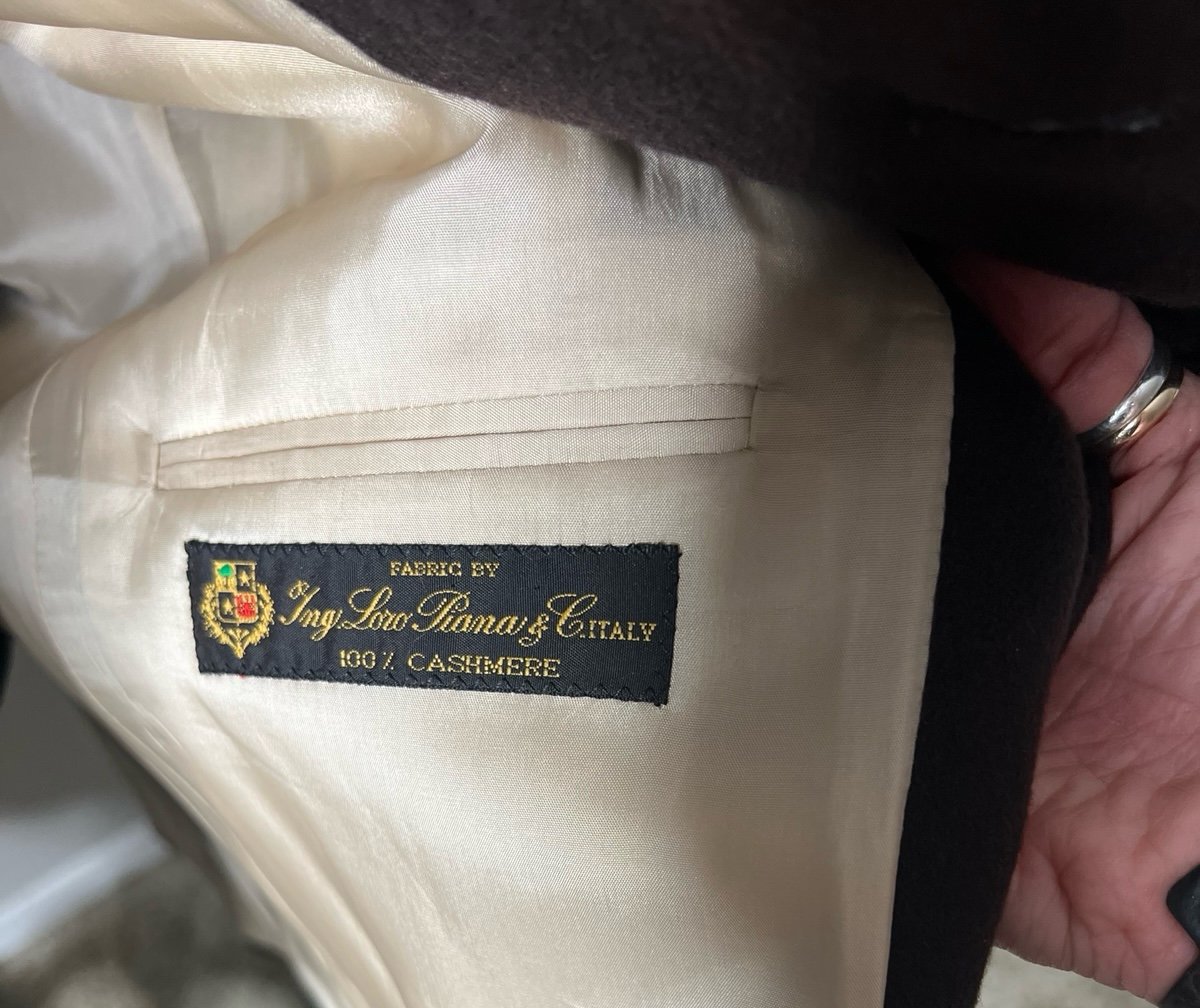 FABRIC BY
Ing. Loro Piana & C. ITALY
100% CASHMERE